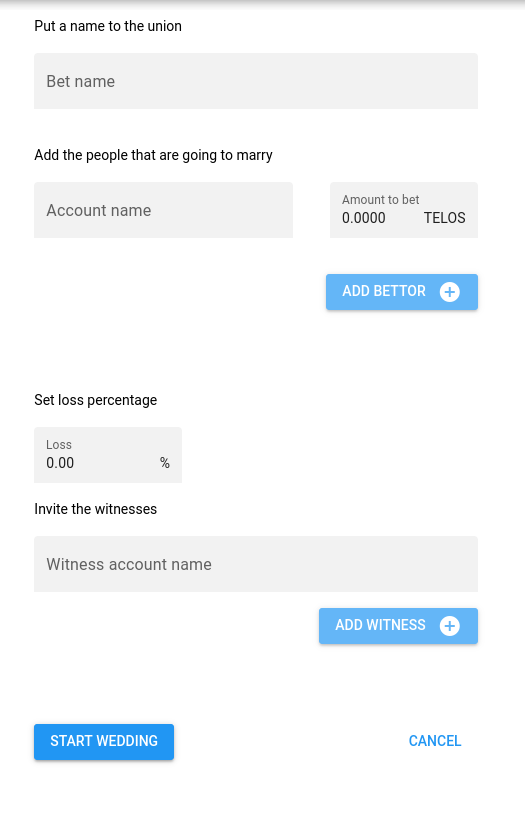 Put a name to the union
Bet name
Add the people that are going to marry
Account name
Amount to bet
0.0000 TELOS
ADD BETTOR
Set loss percentage
Loss
0.00 %
Invite the witnesses
Witness account name
ADD WITNESS
START WEDDING CANCEL